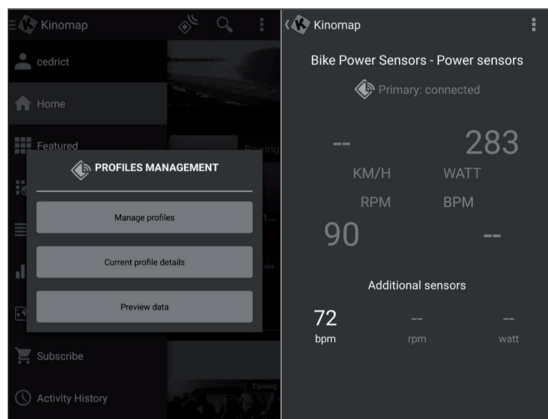 Kinomap
cedrict
Home
Featured
Rowing
PROFILES MANAGEMENT
Manage profiles
Current profile details
Preview data
Subscribe
Cycling
Activity History
Kinomap
Bike Power Sensors - Power sensors
Primary: connected
-- 283
KM/H WATT
RPM BPM
90 --
Additional sensors
72 -- --
bpm rpm watt